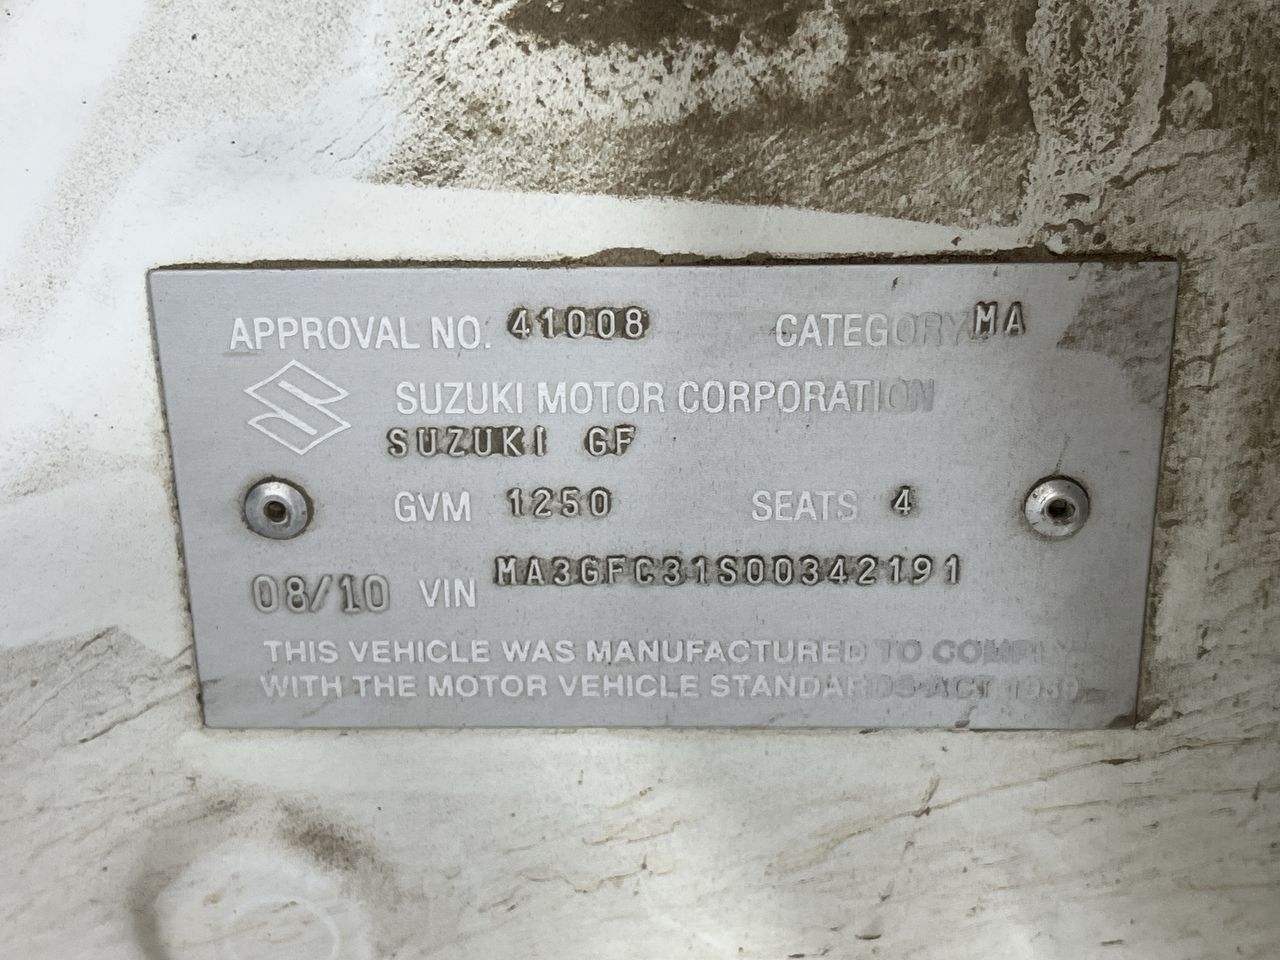 APPROVAL NO. 41008 CATEGORY MA
SUZUKI MOTOR CORPORATION
SUZUKI GF
GVM 1250 SEATS 4
08/10 VIN MA3GFC31S00342191
THIS VEHICLE WAS MANUFACTURED TO COMPLY
WITH THE MOTOR VEHICLE STANDARDS ACT 1989